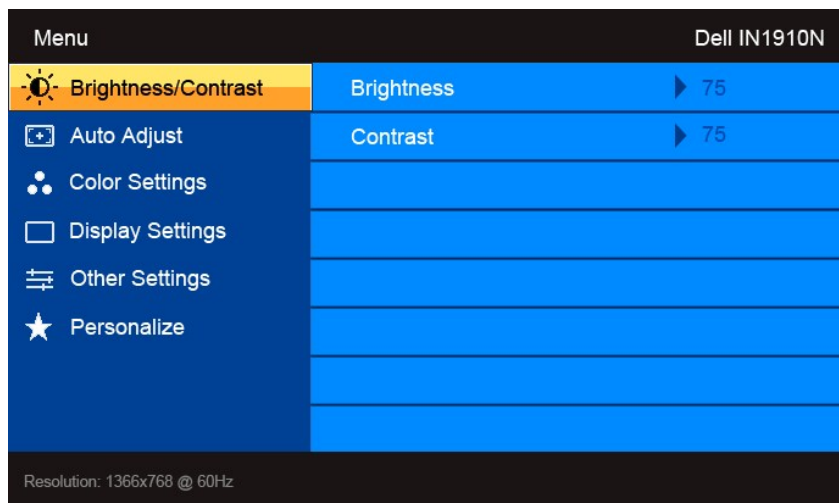 Menu Dell IN1910N
Brightness/Contrast Brightness 75
Auto Adjust Contrast 75
Color Settings
Display Settings
Other Settings
Personalize
Resolution: 1366x768 @ 60Hz